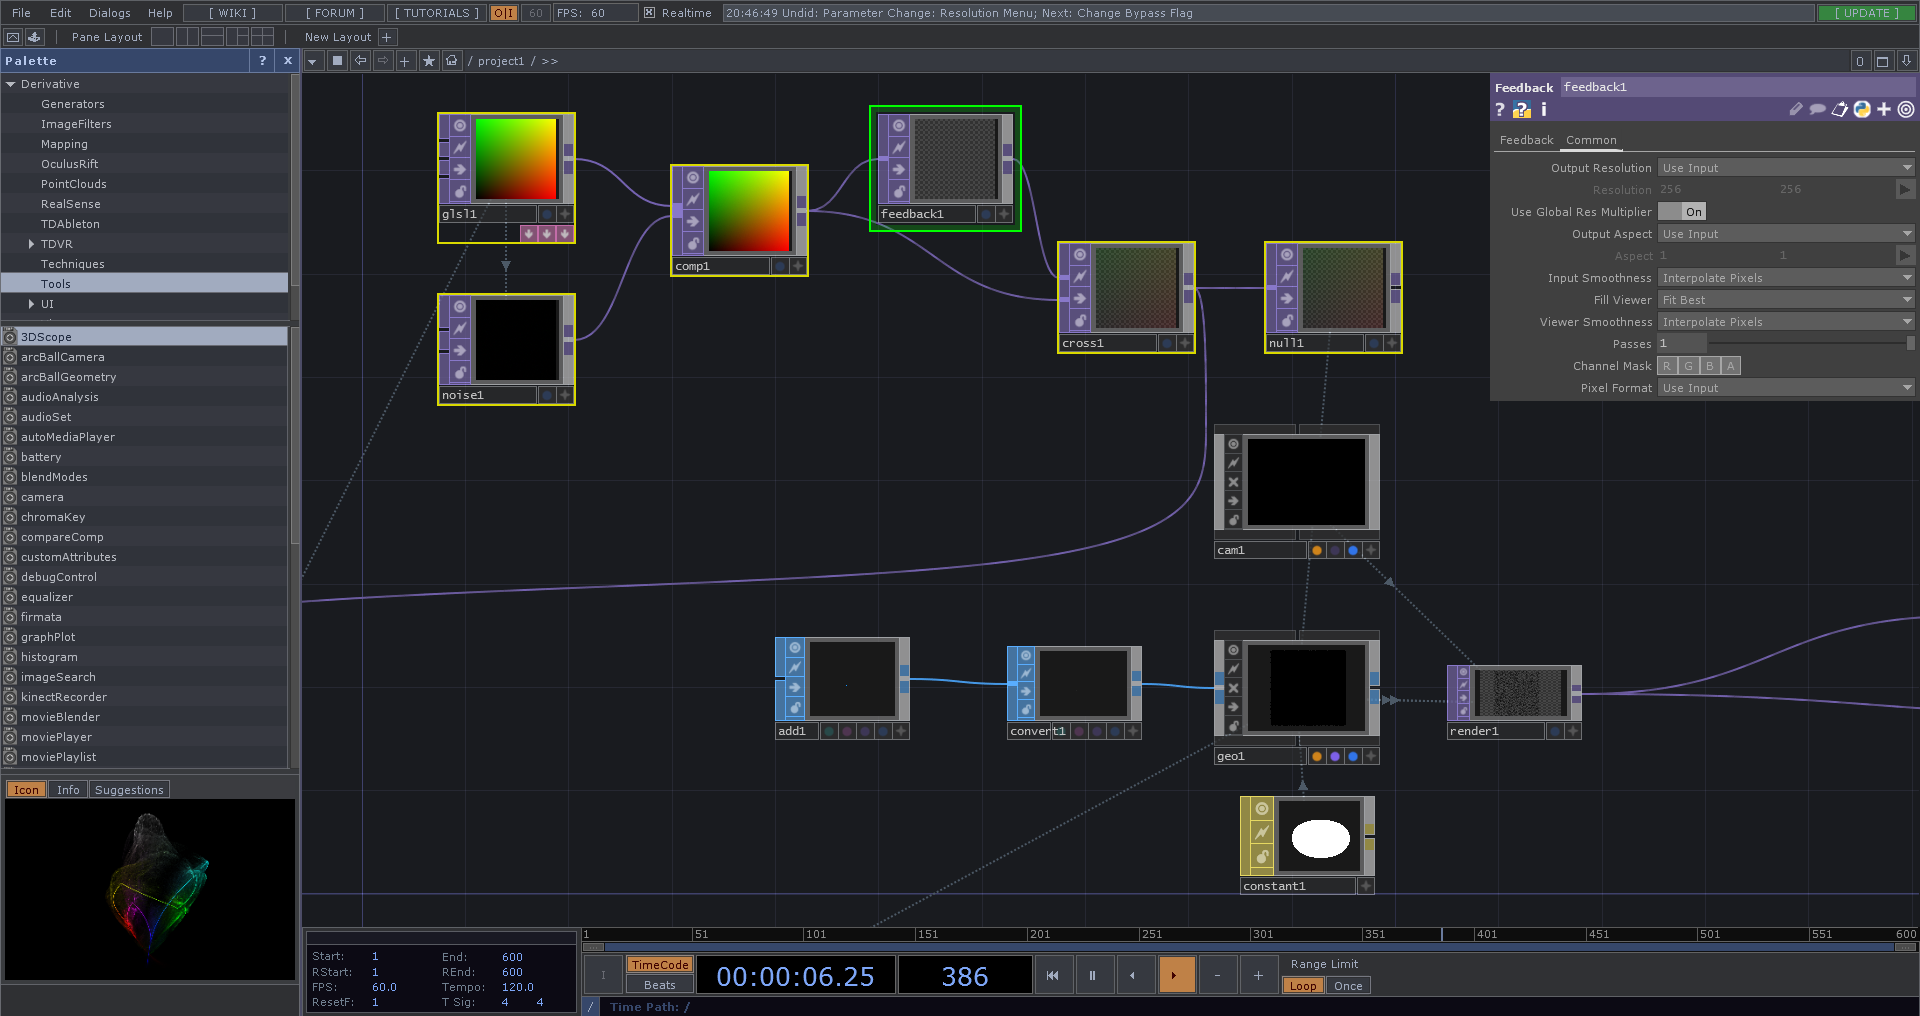 File Edit Dialogs Help [ WIKI ] [ FORUM ] [ TUTORIALS ] O|I 60 FPS: 60 Realtime 20:46:49 Undid: Parameter Change: Resolution Menu; Next: Change Bypass Flag [ UPDATE ]
Pane Layout New Layout +
Palette ? x
/ project1 / >> 0
Derivative
Generators
ImageFilters
Mapping
OculusRift
PointClouds
RealSense
TDAbleton
TDVR
Techniques
Tools
UI
3DScope
arcBallCamera
arcBallGeometry
audioAnalysis
audioSet
autoMediaPlayer
battery
blendModes
camera
chromaKey
compareComp
customAttributes
debugControl
equalizer
firmata
graphPlot
histogram
imageSearch
kinectRecorder
movieBlender
moviePlayer
moviePlaylist
Icon Info Suggestions
glsl1
noise1
comp1
feedback1
cross1
null1
cam1
add1
convert1
geo1
render1
constant1
Feedback feedback1
? ? i
Feedback Common
Output Resolution Use Input
Resolution 256 256
Use Global Res Multiplier On
Output Aspect Use Input
Aspect 1 1
Input Smoothness Interpolate Pixels
Fill Viewer Fit Best
Viewer Smoothness Interpolate Pixels
Passes 1
Channel Mask R G B A
Pixel Format Use Input
1 51 101 151 201 251 301 351 401 451 501 551 600
Start: 1 End: 600
RStart: 1 REnd: 600
FPS: 60.0 Tempo: 120.0
ResetF: 1 T Sig: 4 4
I TimeCode Beats 00:00:06.25 386 - +
Range Limit
Loop Once
/ Time Path: /